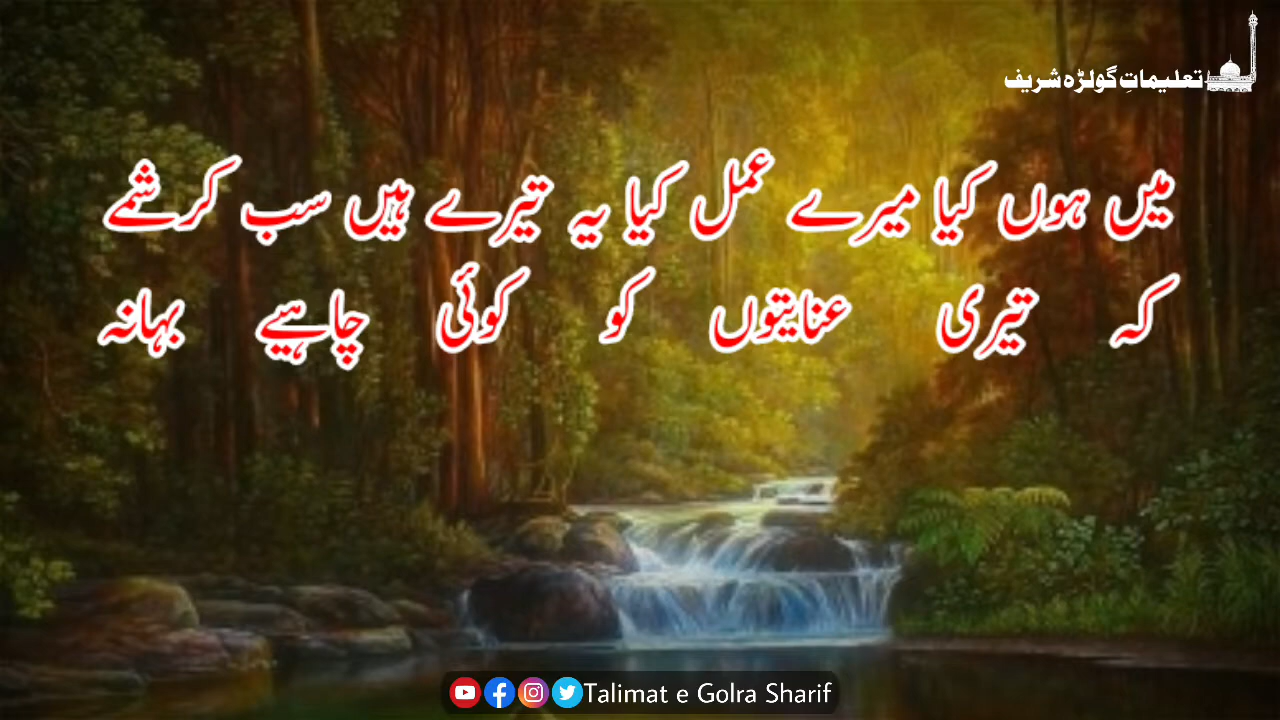 تعلیماتِ گولڑہ شریف
میں ہوں کیا میرے عمل کیا یہ تیرے ہیں سب کرشمے
کہ تیری عنایتوں کو کوئی چاہیے بہانہ
Talimat e Golra Sharif